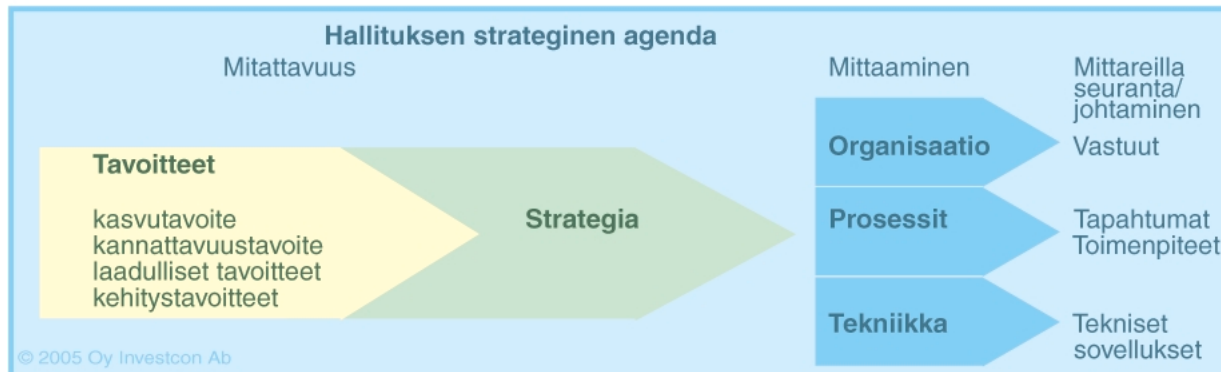 Hallituksen strateginen agenda
Mitattavuus
Mittaaminen
Mittareilla
seuranta/
johtaminen
Tavoitteet
kasvutavoite
kannattavuustavoite
laadulliset tavoitteet
kehitystavoitteet
Strategia
Organisaatio
Vastuut
Prosessit
Tapahtumat
Toimenpiteet
Tekniikka
Tekniset
sovellukset
© 2005 Oy Investcon Ab